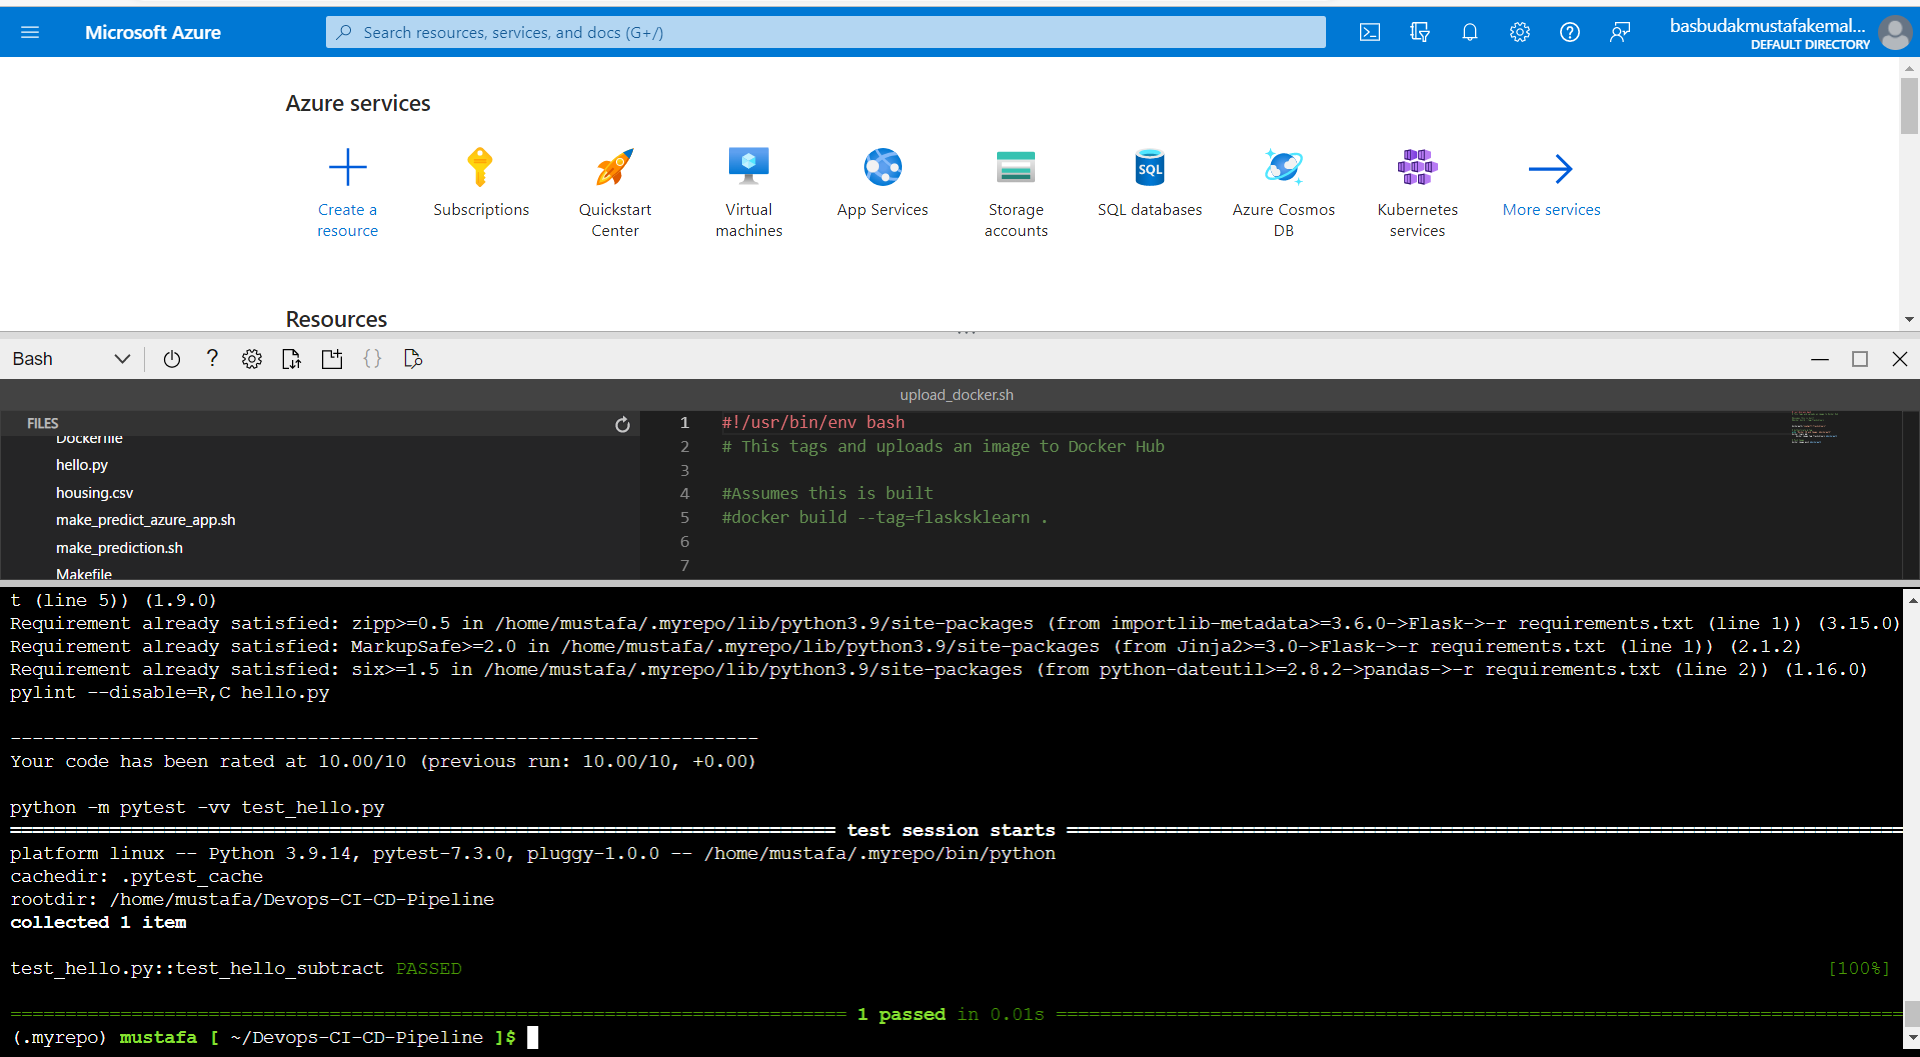 Microsoft Azure
Search resources, services, and docs (G+/)
basbudakmustafakemal...
DEFAULT DIRECTORY
Azure services
Create a resource
Subscriptions
Quickstart Center
Virtual machines
App Services
Storage accounts
SQL
SQL databases
Azure Cosmos DB
Kubernetes services
More services
Resources
Bash
upload_docker.sh
FILES
Dockerfile
hello.py
housing.csv
make_predict_azure_app.sh
make_prediction.sh
Makefile
1 #!/usr/bin/env bash
2 # This tags and uploads an image to Docker Hub
3
4 #Assumes this is built
5 #docker build --tag=flasksklearn .
6
7
t (line 5)) (1.9.0)
Requirement already satisfied: zipp>=0.5 in /home/mustafa/.myrepo/lib/python3.9/site-packages (from importlib-metadata>=3.6.0->Flask->-r requirements.txt (line 1)) (3.15.0)
Requirement already satisfied: MarkupSafe>=2.0 in /home/mustafa/.myrepo/lib/python3.9/site-packages (from Jinja2>=3.0->Flask->-r requirements.txt (line 1)) (2.1.2)
Requirement already satisfied: six>=1.5 in /home/mustafa/.myrepo/lib/python3.9/site-packages (from python-dateutil>=2.8.2->pandas->-r requirements.txt (line 2)) (1.16.0)
pylint --disable=R,C hello.py
--------------------------------------------------------------------
Your code has been rated at 10.00/10 (previous run: 10.00/10, +0.00)
python -m pytest -vv test_hello.py
=========================================================================== test session starts ============================================================================
platform linux -- Python 3.9.14, pytest-7.3.0, pluggy-1.0.0 -- /home/mustafa/.myrepo/bin/python
cachedir: .pytest_cache
rootdir: /home/mustafa/Devops-CI-CD-Pipeline
collected 1 item
test_hello.py::test_hello_subtract PASSED [100%]
============================================================================ 1 passed in 0.01s =============================================================================
(.myrepo) mustafa [ ~/Devops-CI-CD-Pipeline ]$